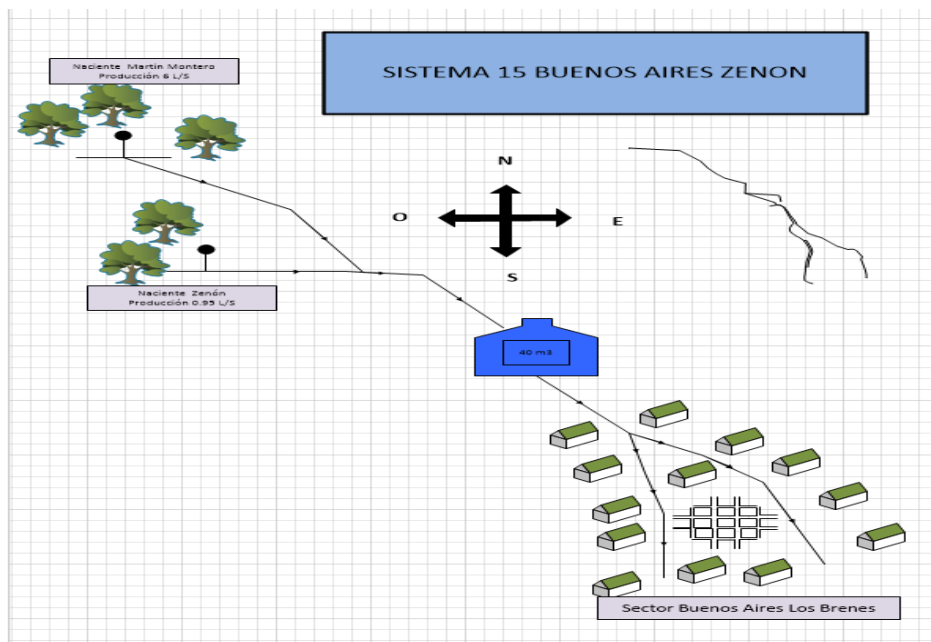 Naciente Martin Montero
Producción 6 L/S
SISTEMA 15 BUENOS AIRES ZENON
N
O
E
S
Naciente Zenón
Producción 0.95 L/S
40 m3
Sector Buenos Aires Los Brenes